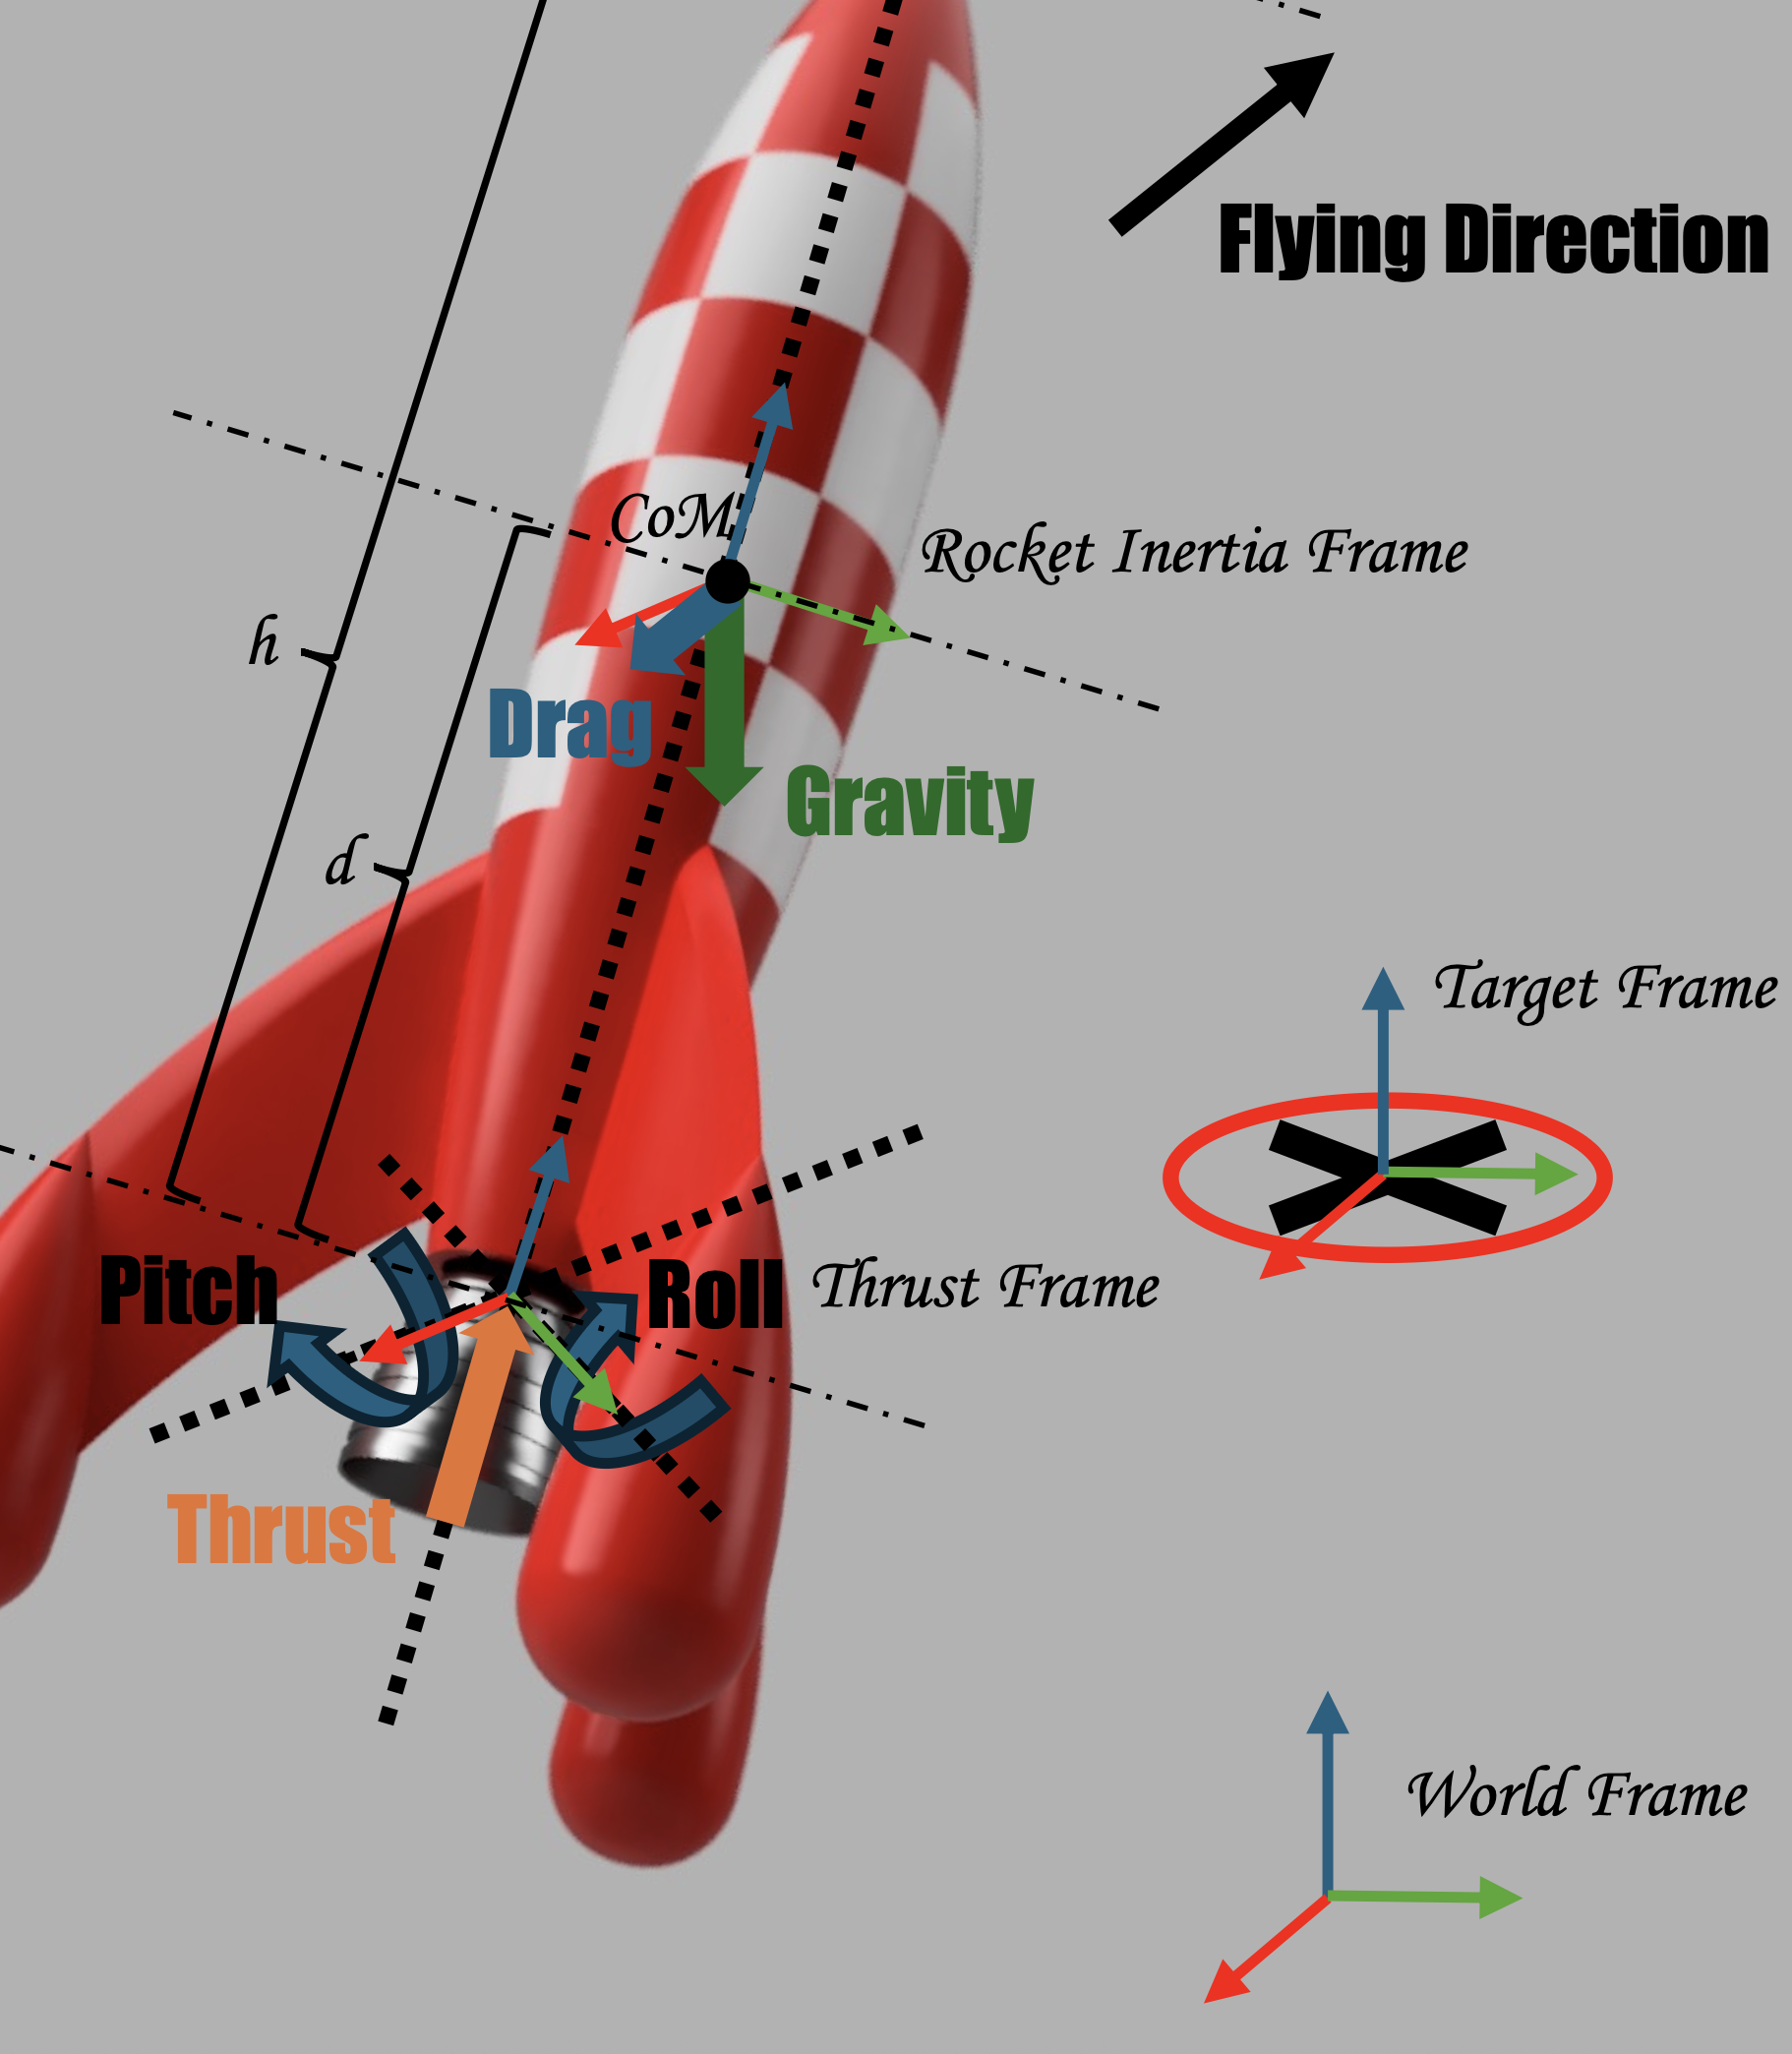 Flying Direction
CoM
Rocket Inertia Frame
h
Drag
Gravity
d
Target Frame
Pitch
Roll
Thrust Frame
Thrust
World Frame